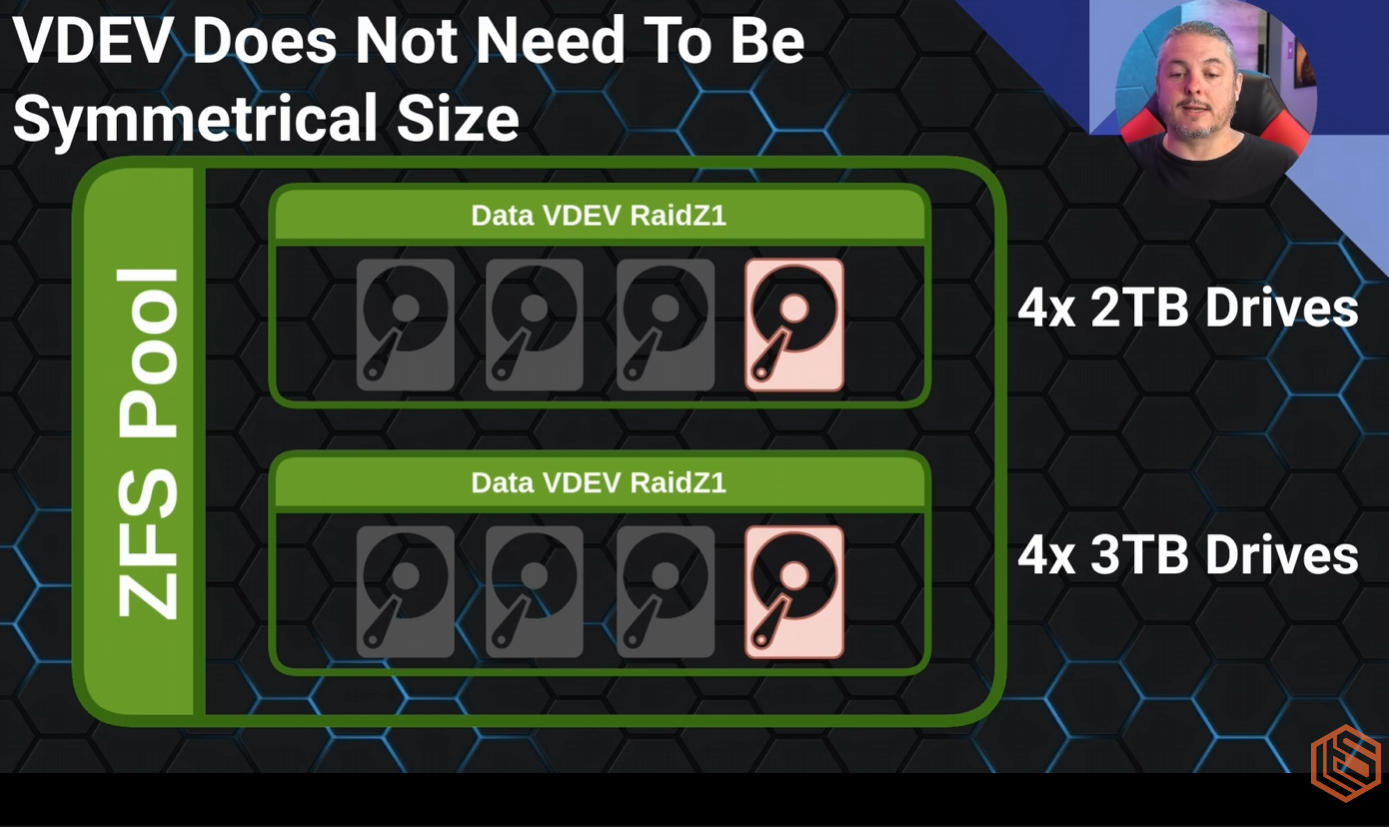 VDEV Does Not Need To Be
Symmetrical Size
ZFS Pool
Data VDEV RaidZ1
4x 2TB Drives
Data VDEV RaidZ1
4x 3TB Drives